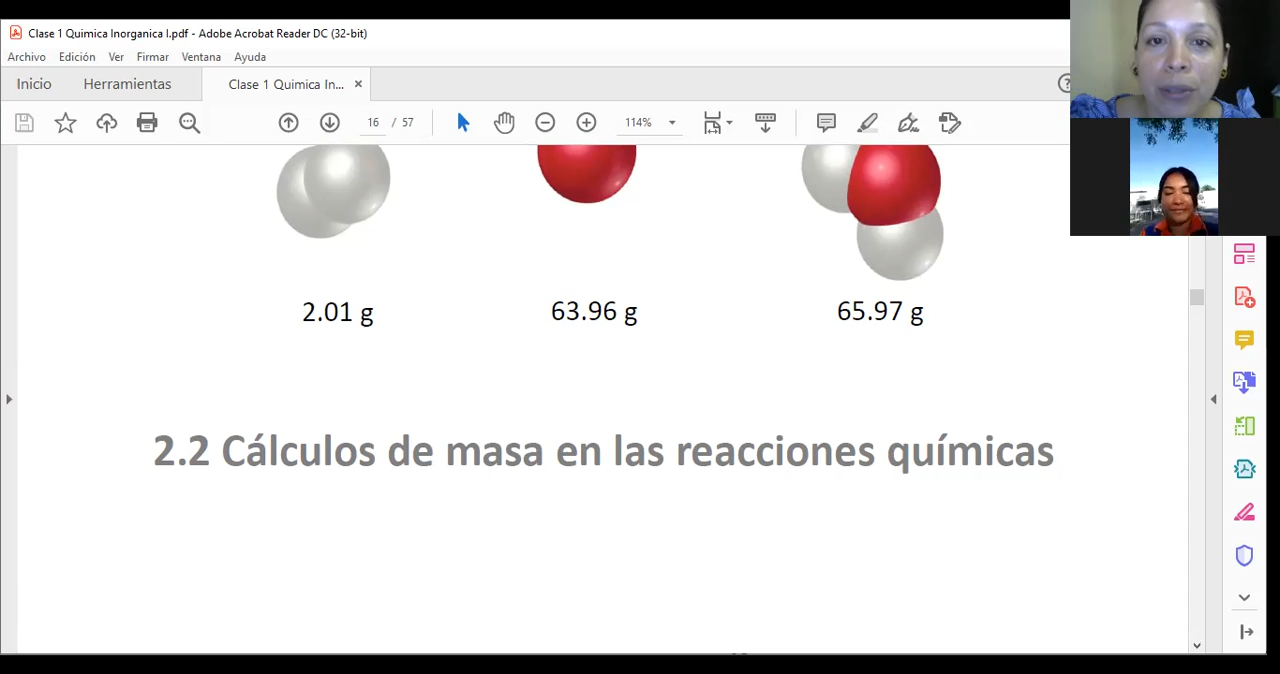 Clase 1 Quimica Inorganica I.pdf - Adobe Acrobat Reader DC (32-bit)
Archivo Edición Ver Firmar Ventana Ayuda
Inicio Herramientas Clase 1 Quimica In... ×
16 / 57 114%
2.01 g 63.96 g 65.97 g
2.2 Cálculos de masa en las reacciones químicas